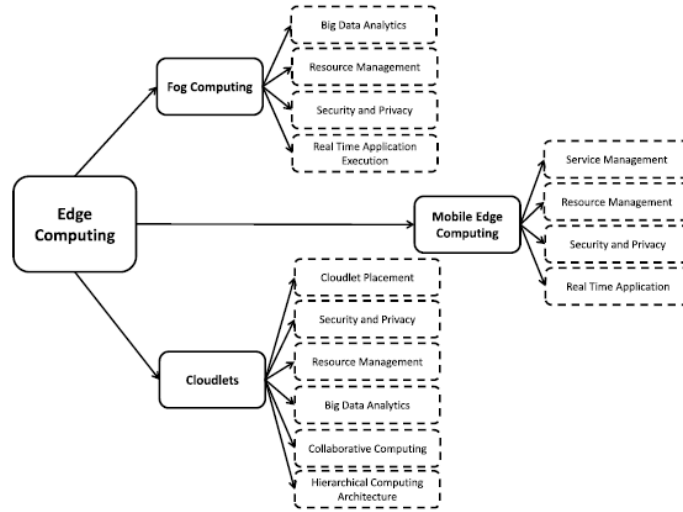 Big Data Analytics
Resource Management
Fog Computing
Security and Privacy
Real Time Application
Execution
Edge
Computing
Mobile Edge
Computing
Service Management
Resource Management
Security and Privacy
Real Time Application
Cloudlet Placement
Security and Privacy
Resource Management
Cloudlets
Big Data Analytics
Collaborative Computing
Hierarchical Computing
Architecture